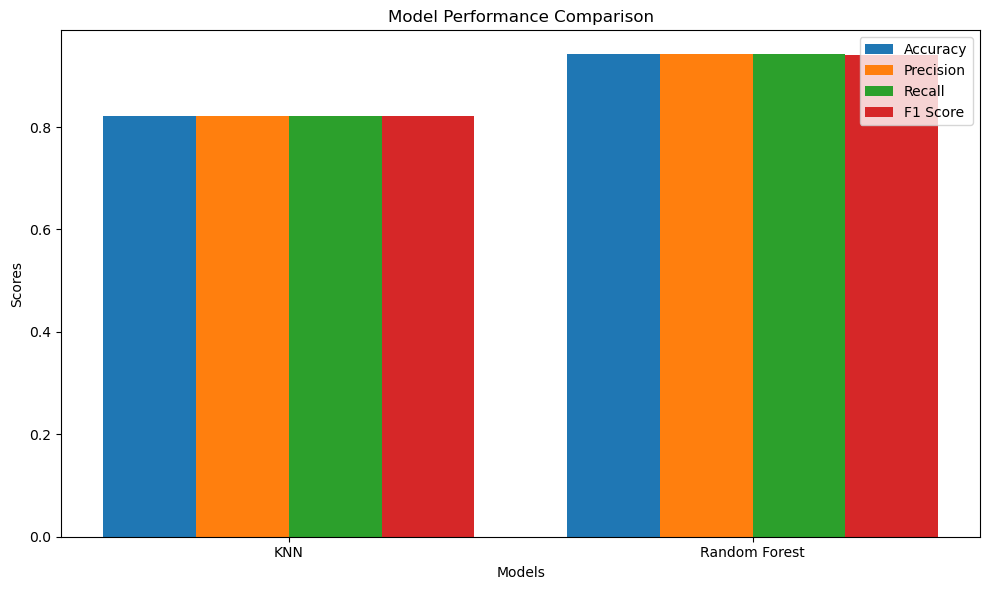 Model Performance Comparison
Accuracy
Precision
Recall
F1 Score
Scores
0.8
0.6
0.4
0.2
0.0
KNN
Random Forest
Models